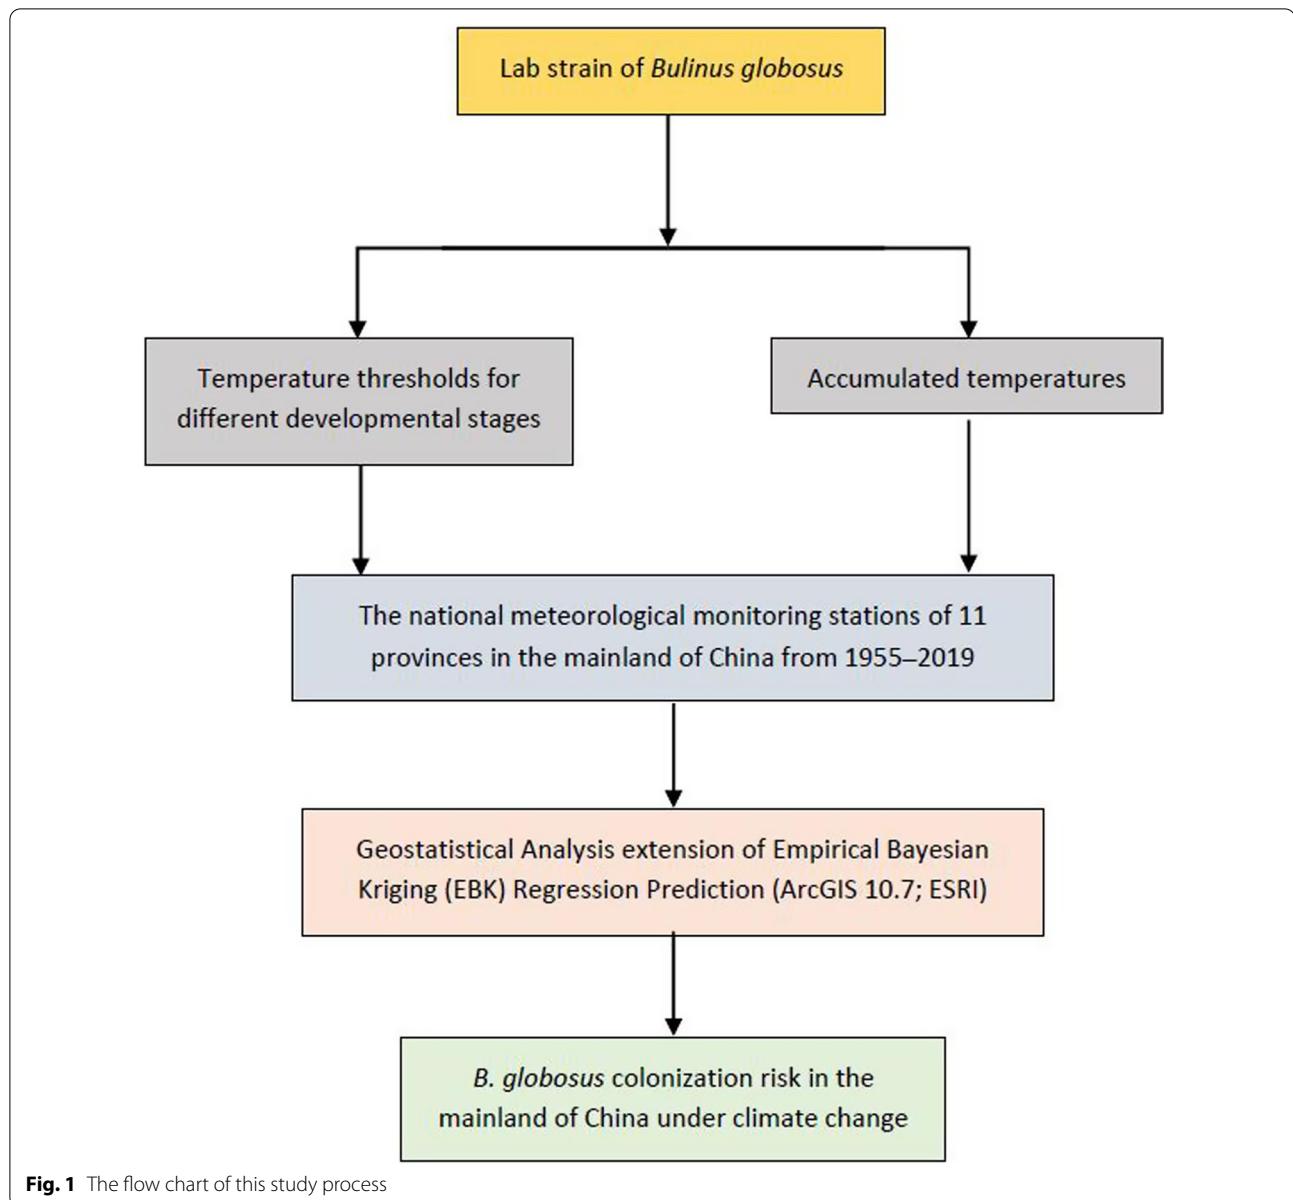 Lab strain of Bulinus globosus
Temperature thresholds for
different developmental stages
Accumulated temperatures
The national meteorological monitoring stations of 11
provinces in the mainland of China from 1955–2019
Geostatistical Analysis extension of Empirical Bayesian
Kriging (EBK) Regression Prediction (ArcGIS 10.7; ESRI)
B. globosus colonization risk in the
mainland of China under climate change
Fig. 1 The flow chart of this study process